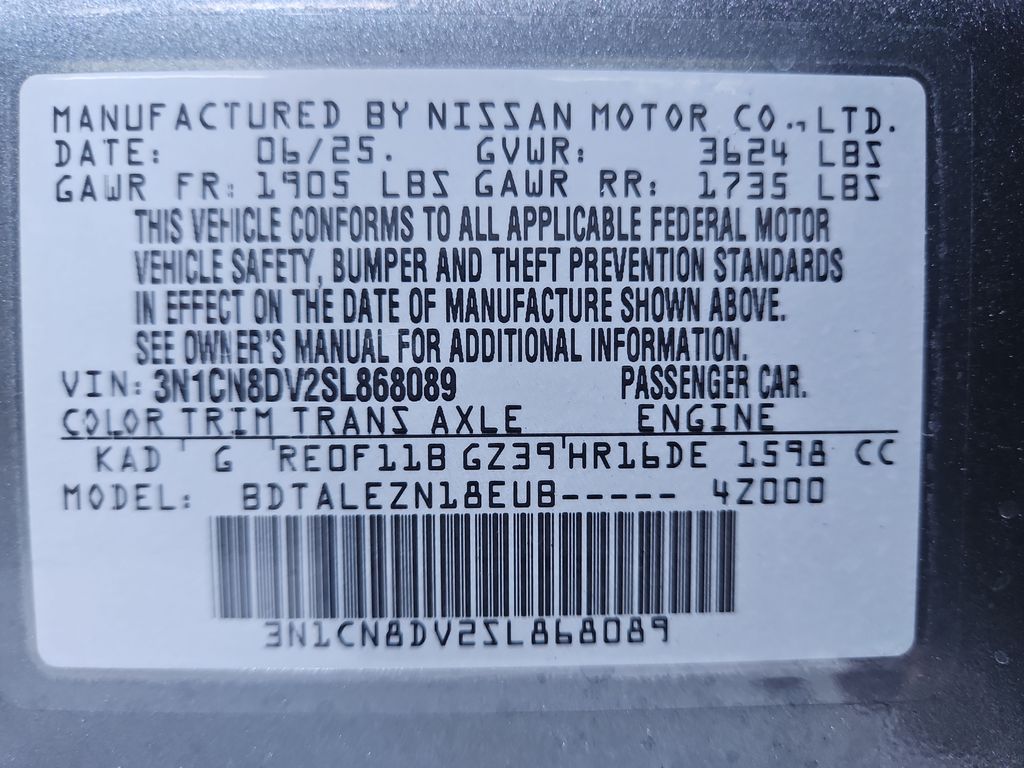 MANUFACTURED BY NISSAN MOTOR CO., LTD.
DATE: 06/25. GVWR: 3624 LBS
GAWR FR: 1905 LBS GAWR RR: 1735 LBS
THIS VEHICLE CONFORMS TO ALL APPLICABLE FEDERAL MOTOR
VEHICLE SAFETY, BUMPER AND THEFT PREVENTION STANDARDS
IN EFFECT ON THE DATE OF MANUFACTURE SHOWN ABOVE.
SEE OWNER'S MANUAL FOR ADDITIONAL INFORMATION.
VIN: 3N1CN8DV2SL868089 PASSENGER CAR.
COLOR TRIM TRANS AXLE ENGINE
KAD G RE0F11B GZ39 HR16DE 1598 CC
MODEL: BDTALEZN18EUB----- 4Z000
3N1CN8DV2SL868089